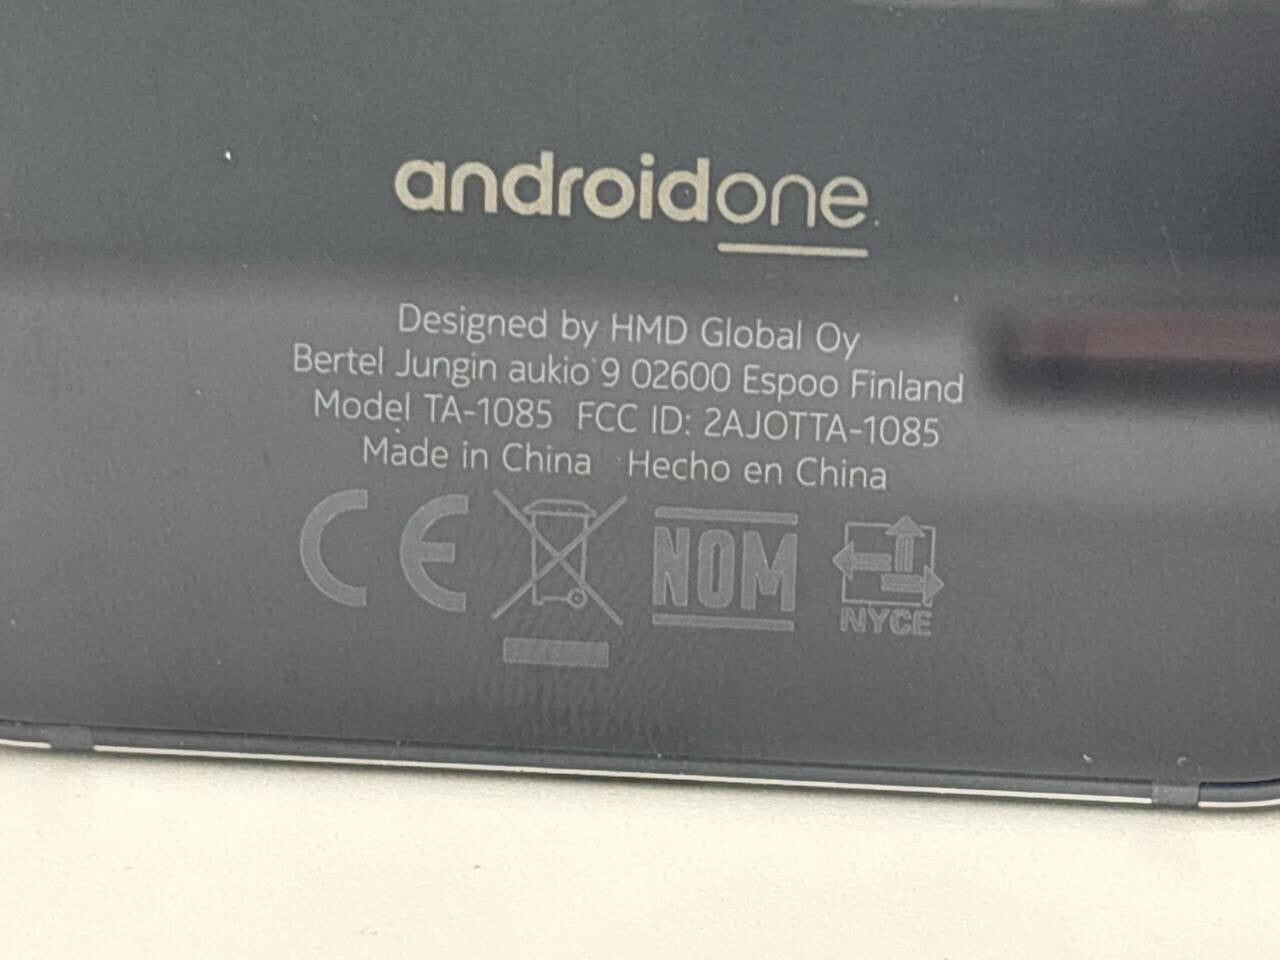 androidone
Designed by HMD Global Oy
Bertel Jungin aukio 9 02600 Espoo Finland
Model TA-1085 FCC ID: 2AJOTTA-1085
Made in China Hecho en China
CE NOM NYCE